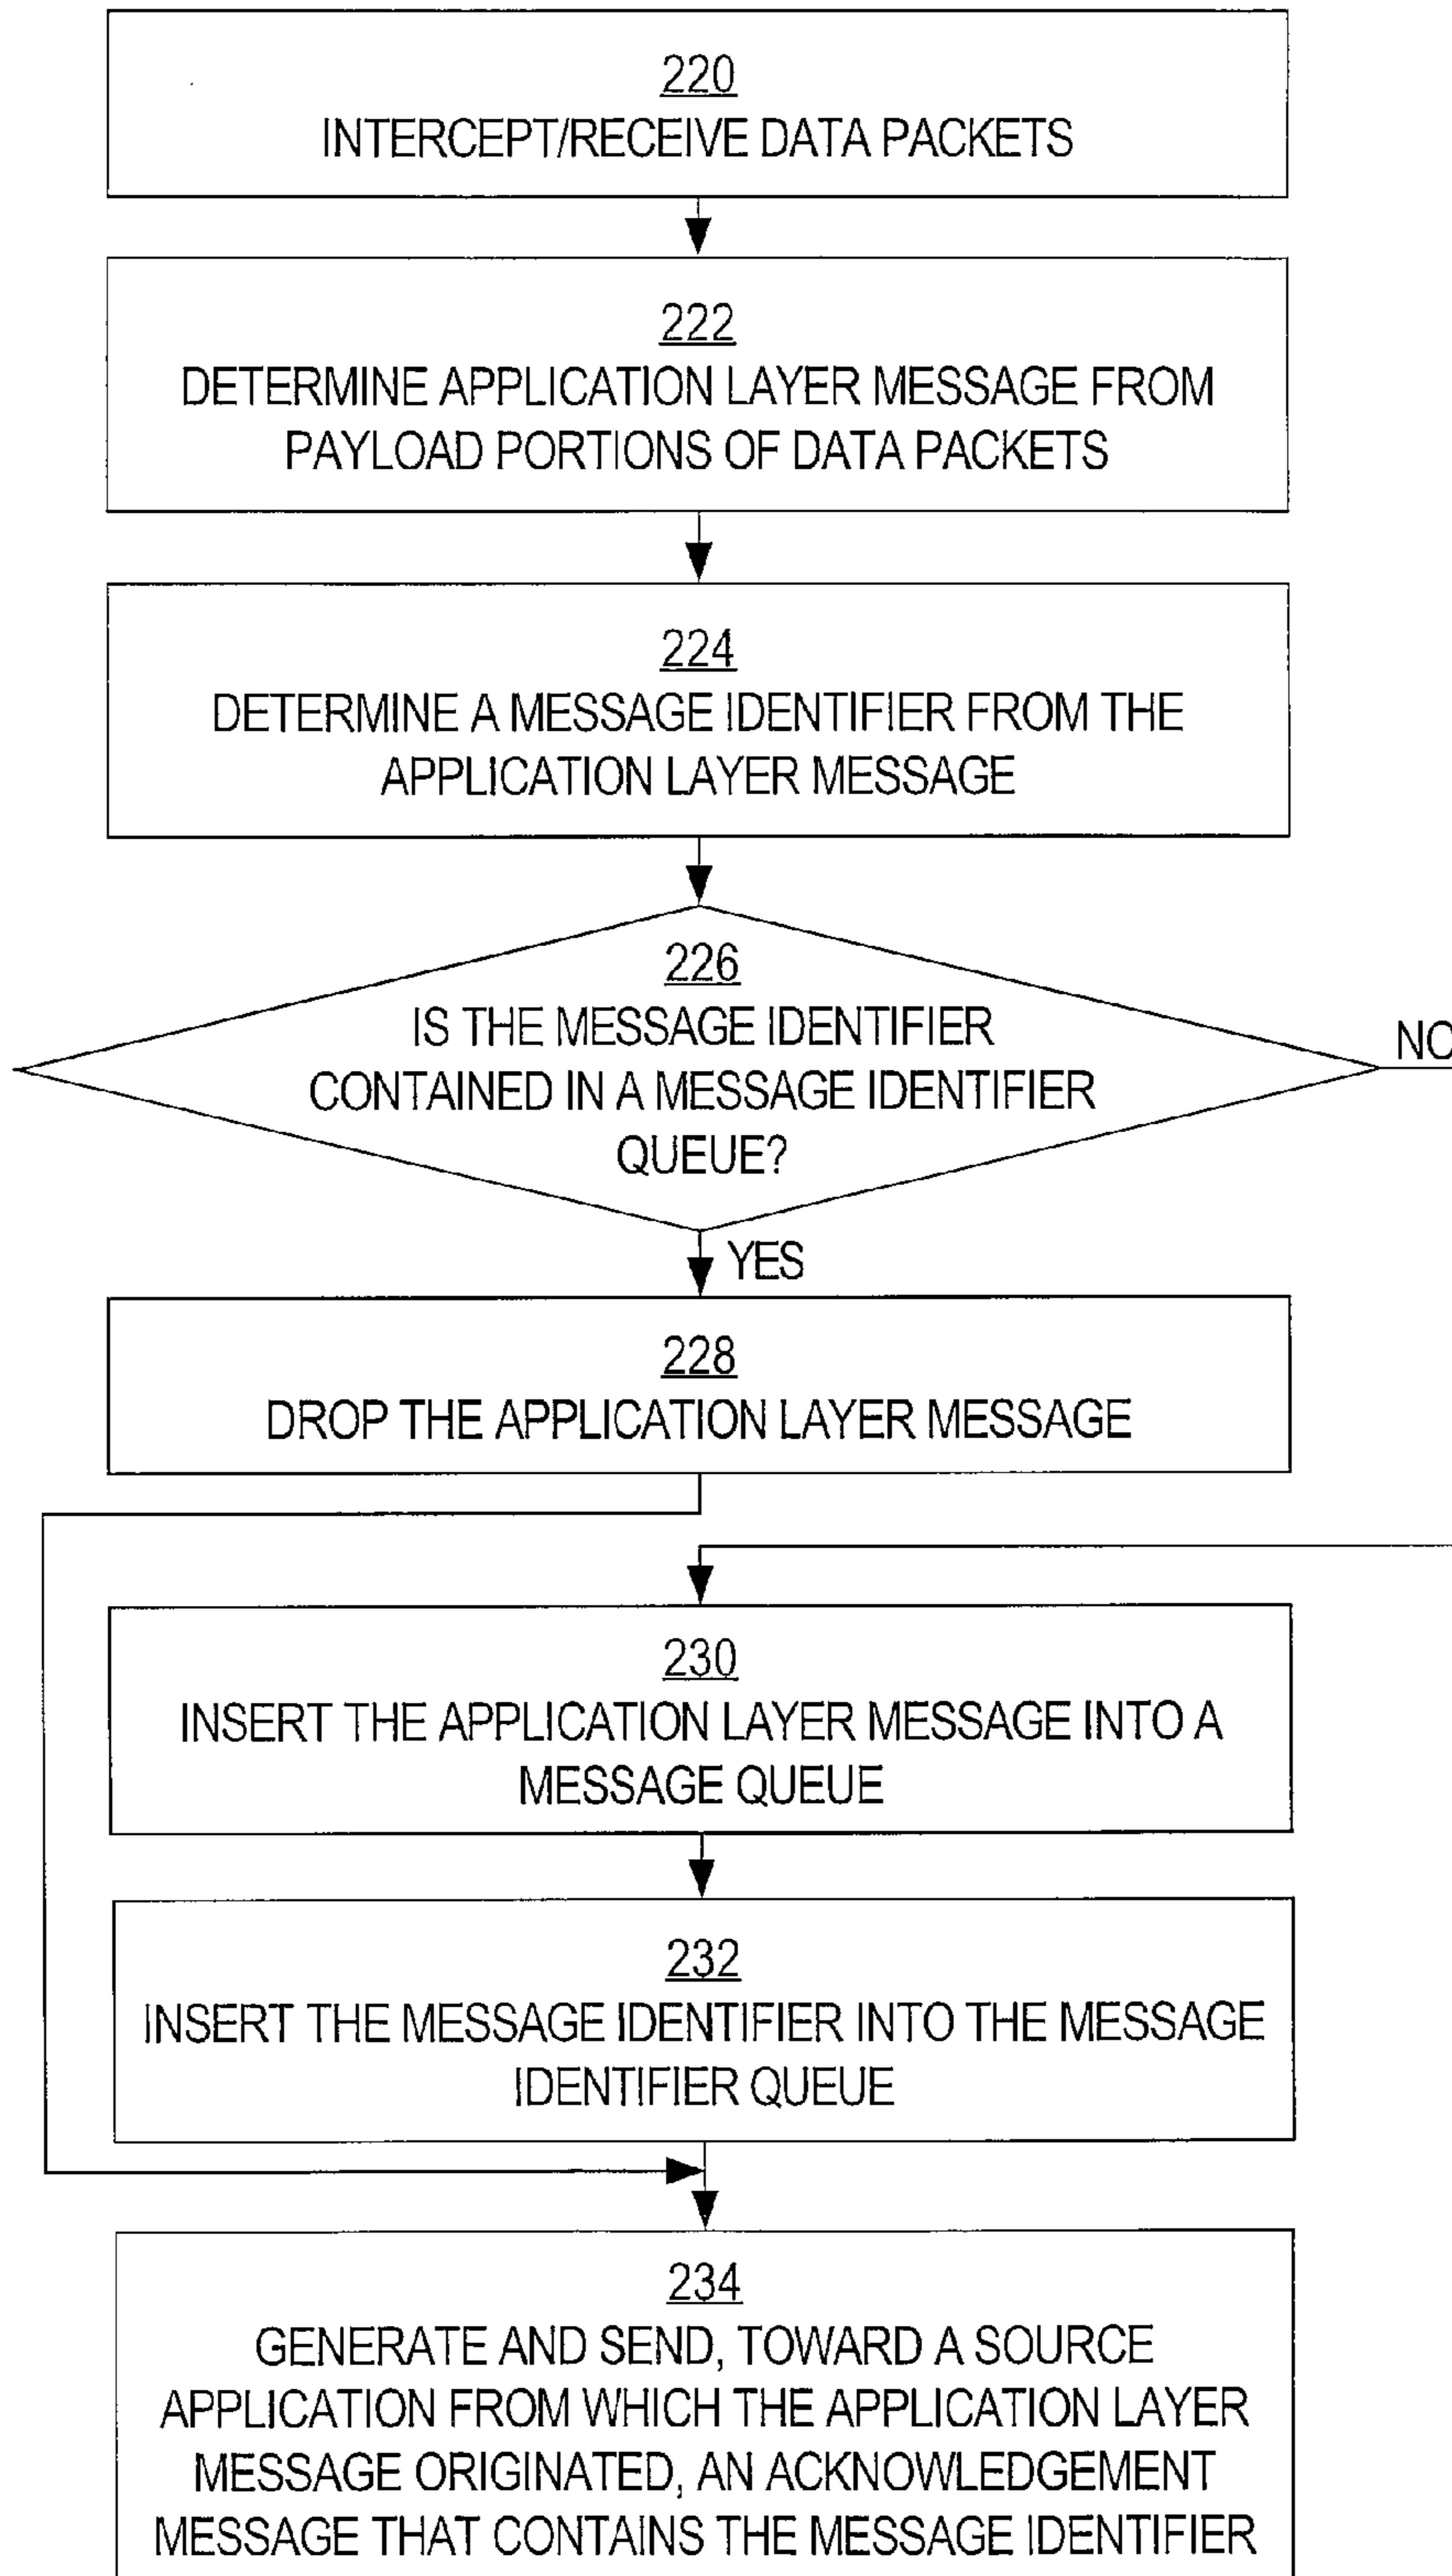 220
INTERCEPT/RECEIVE DATA PACKETS
222
DETERMINE APPLICATION LAYER MESSAGE FROM
PAYLOAD PORTIONS OF DATA PACKETS
224
DETERMINE A MESSAGE IDENTIFIER FROM THE
APPLICATION LAYER MESSAGE
226
IS THE MESSAGE IDENTIFIER
CONTAINED IN A MESSAGE IDENTIFIER
QUEUE?
NO
YES
228
DROP THE APPLICATION LAYER MESSAGE
230
INSERT THE APPLICATION LAYER MESSAGE INTO A
MESSAGE QUEUE
232
INSERT THE MESSAGE IDENTIFIER INTO THE MESSAGE
IDENTIFIER QUEUE
234
GENERATE AND SEND, TOWARD A SOURCE
APPLICATION FROM WHICH THE APPLICATION LAYER
MESSAGE ORIGINATED, AN ACKNOWLEDGEMENT
MESSAGE THAT CONTAINS THE MESSAGE IDENTIFIER